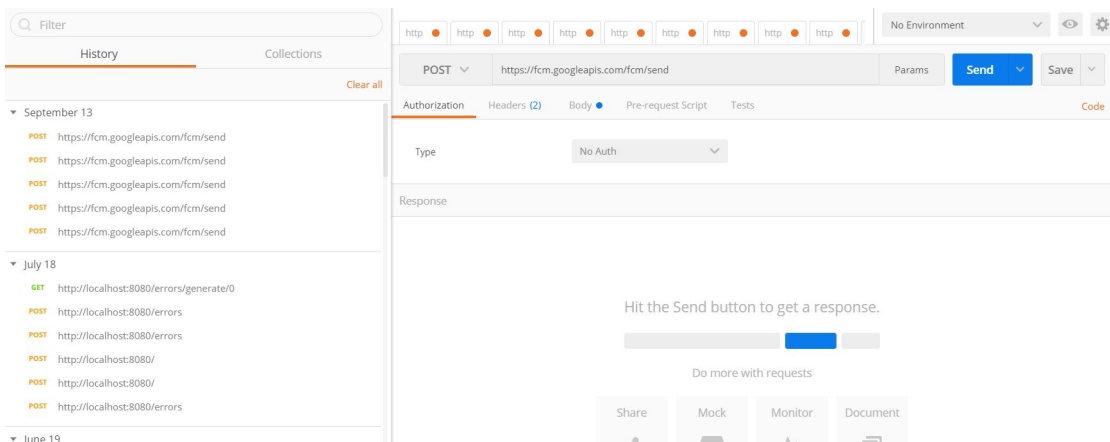 Filter
History Collections
Clear all
September 13
POST https://fcm.googleapis.com/fcm/send
POST https://fcm.googleapis.com/fcm/send
POST https://fcm.googleapis.com/fcm/send
POST https://fcm.googleapis.com/fcm/send
POST https://fcm.googleapis.com/fcm/send
July 18
GET http://localhost:8080/errors/generate/0
POST http://localhost:8080/errors
POST http://localhost:8080/errors
POST http://localhost:8080/
POST http://localhost:8080/
POST http://localhost:8080/errors
June 19
http http http http http http http http http
No Environment
POST https://fcm.googleapis.com/fcm/send Params Send Save
Authorization Headers (2) Body Pre-request Script Tests Code
Type No Auth
Response
Hit the Send button to get a response.
Do more with requests
Share Mock Monitor Document